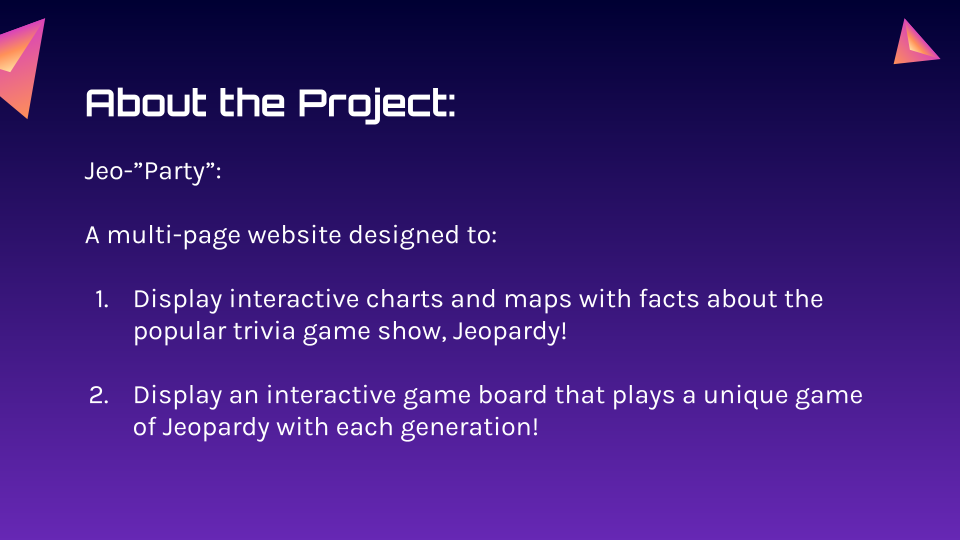 About the Project:
Jeo-”Party”:
A multi-page website designed to:
1. Display interactive charts and maps with facts about the
popular trivia game show, Jeopardy!
2. Display an interactive game board that plays a unique game
of Jeopardy with each generation!